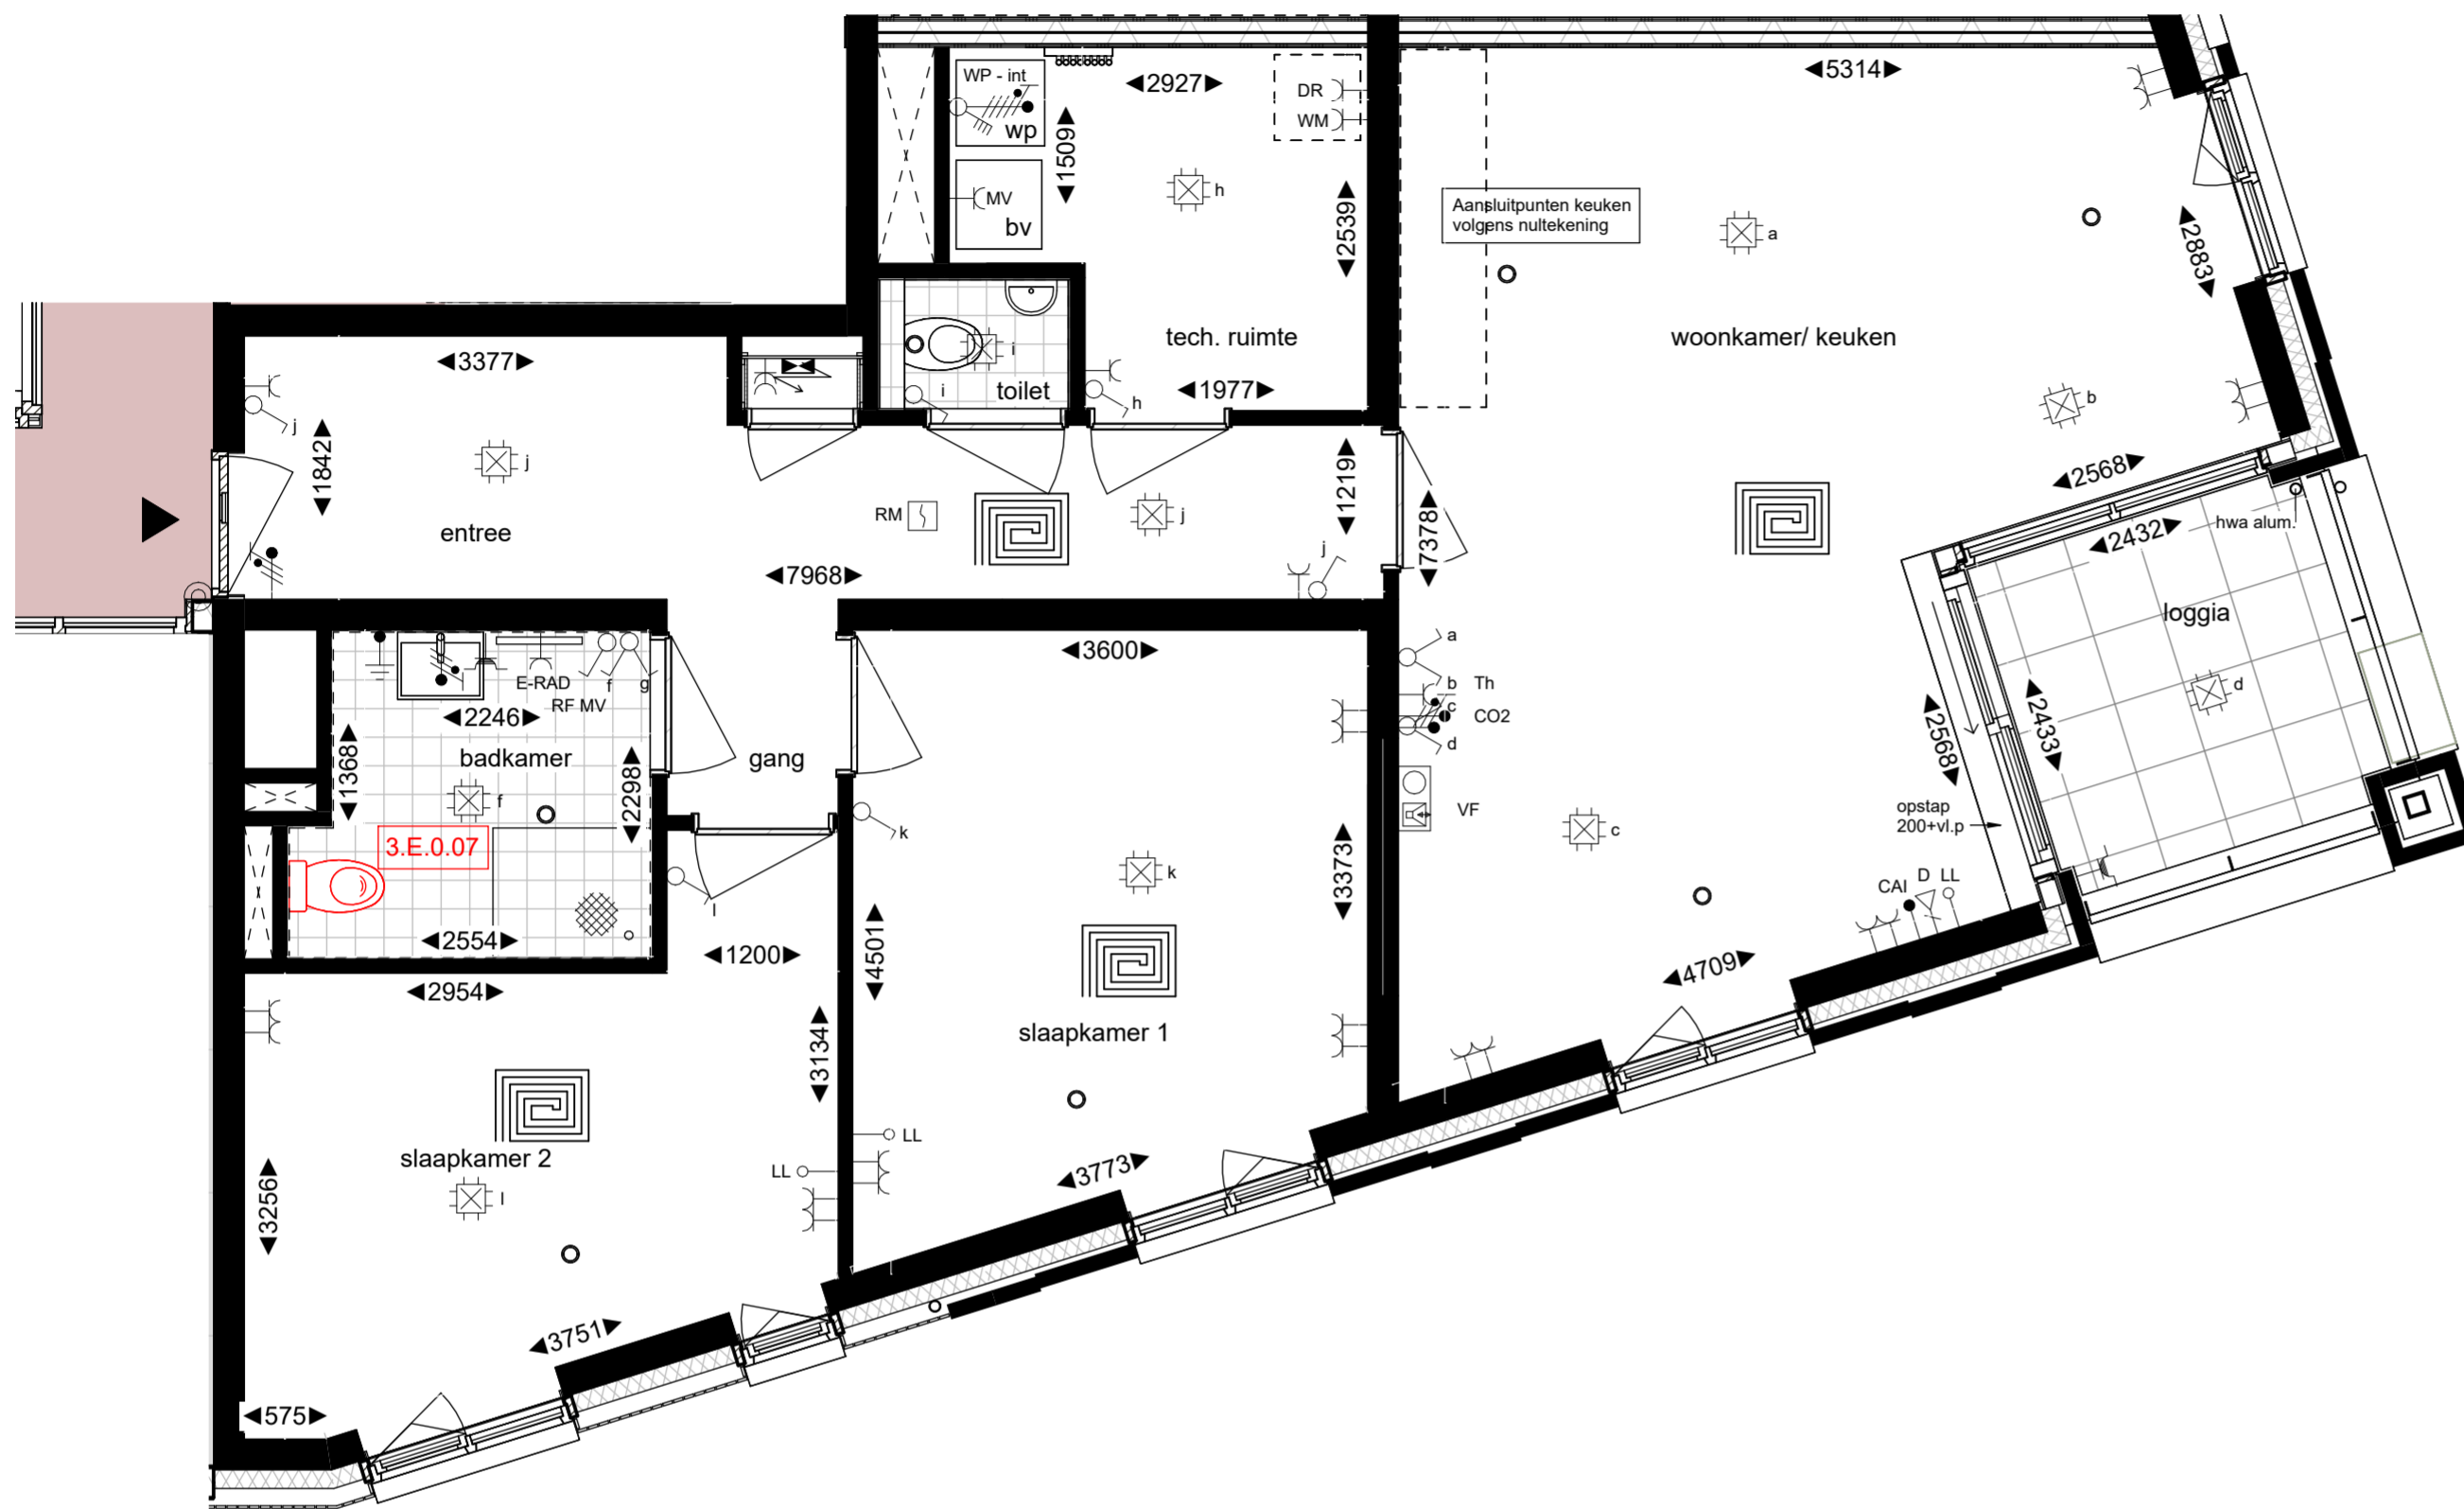 WP - int
wp
2927
1509
DR
WM
5314
MV
bv
h
2539
Aansluitpunten keuken
volgens nultekening
a
2883
tech. ruimte
woonkamer/ keuken
3377
i
toilet
i
1977
h
b
j
1842
j
entree
RM
j
1219
7378
2568
2432
hwa alum.
7968
j
loggia
3600
a
b
Th
c
CO2
d
d
E-RAD
f
g
RF MV
2246
1368
badkamer
2298
gang
2568
2433
f
VF
opstap
200+vl.p
k
c
3.E.0.07
k
3373
l
CAI
D
LL
2554
1200
4501
4709
2954
slaapkamer 1
3134
LL
LL
slaapkamer 2
3773
3256
l
3751
575